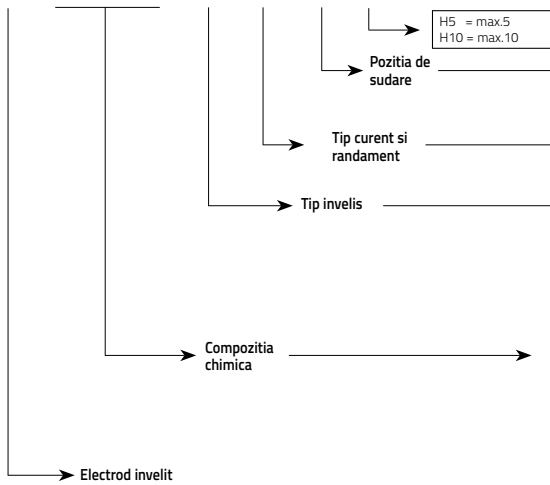 H5 = max.5
H10 = max.10
Pozitia de
sudare
Tip curent si
randament
Tip invelis
Compozitia
chimica
Electrod invelit